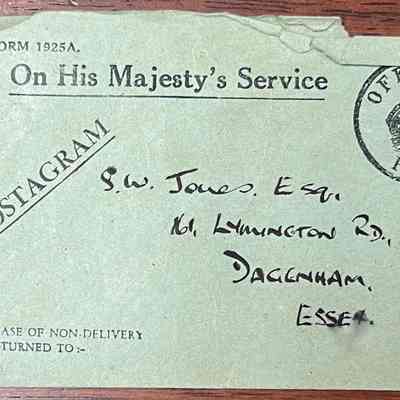 ORM 1925A.
On His Majesty's Service
OSTAGRAM
OF
S.W. Jones. Esq.,
161, LYMINGTON RD.,
DAGENHAM,
ESSEX.
ASE OF NON-DELIVERY
TURNED TO :-